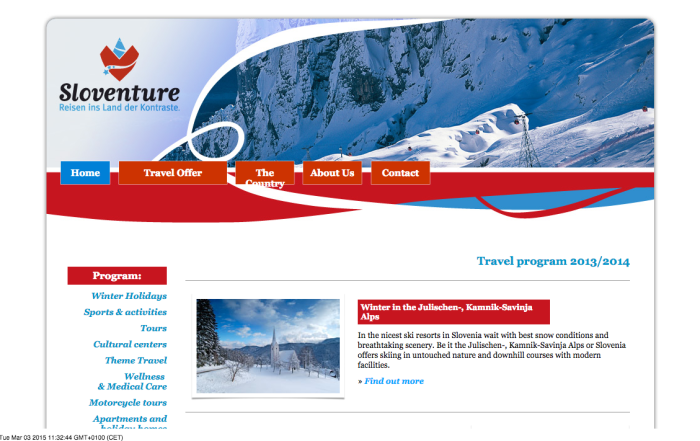 Sloventure
Reisen ins Land der Kontraste.
Home
Travel Offer
The
Country
About Us
Contact
Travel program 2013/2014
Program:
Winter Holidays
Sports & activities
Tours
Cultural centers
Theme Travel
Wellness
& Medical Care
Motorcycle tours
Apartments and
holiday homes
Winter in the Julischen-, Kamnik-Savinja
Alps
In the nicest ski resorts in Slovenia wait with best snow conditions and
breathtaking scenery. Be it the Julischen-, Kamnik-Savinja Alps or Slovenia
offers skiing in untouched nature and downhill courses with modern
facilities.
» Find out more
Tue Mar 03 2015 11:32:44 GMT+0100 (CET)